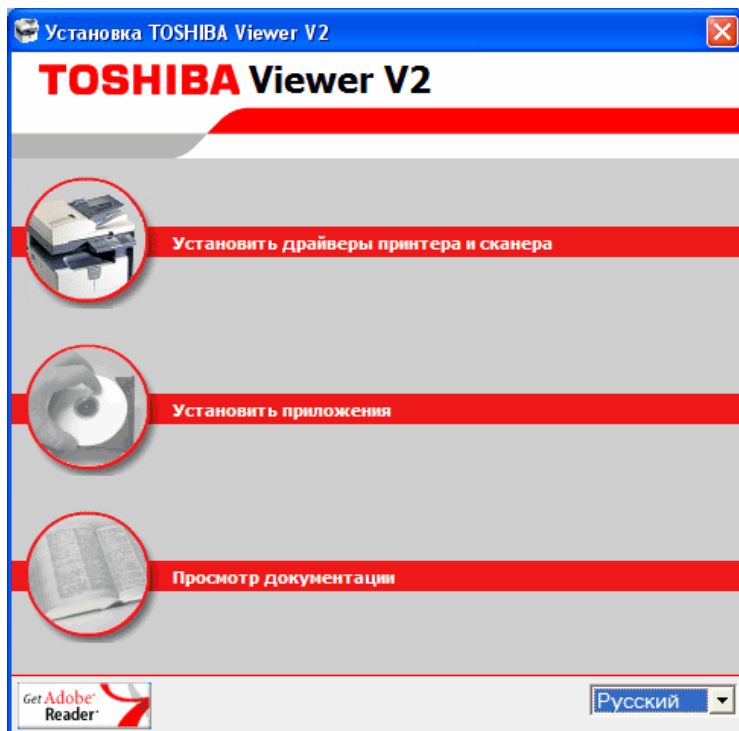 Установка TOSHIBA Viewer V2
TOSHIBA Viewer V2
Установить драйверы принтера и сканера
Установить приложения
Просмотр документации
Get Adobe
Reader
Русский